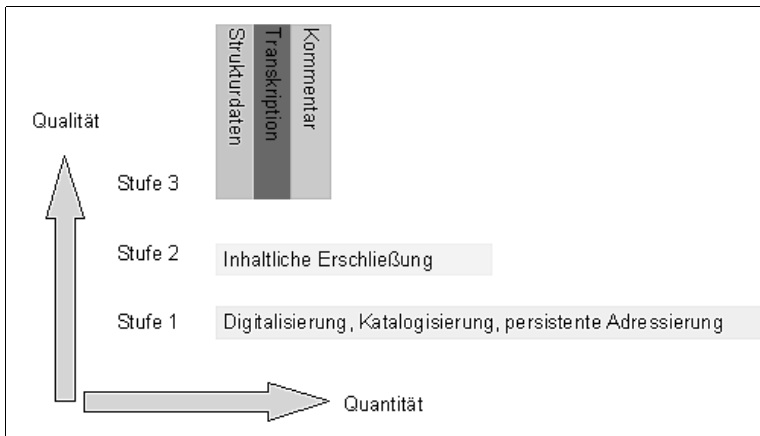 Strukturdaten
Transkription
Kommentar
Qualität
Stufe 3
Stufe 2
Inhaltliche Erschließung
Stufe 1
Digitalisierung, Katalogisierung, persistente Adressierung
Quantität